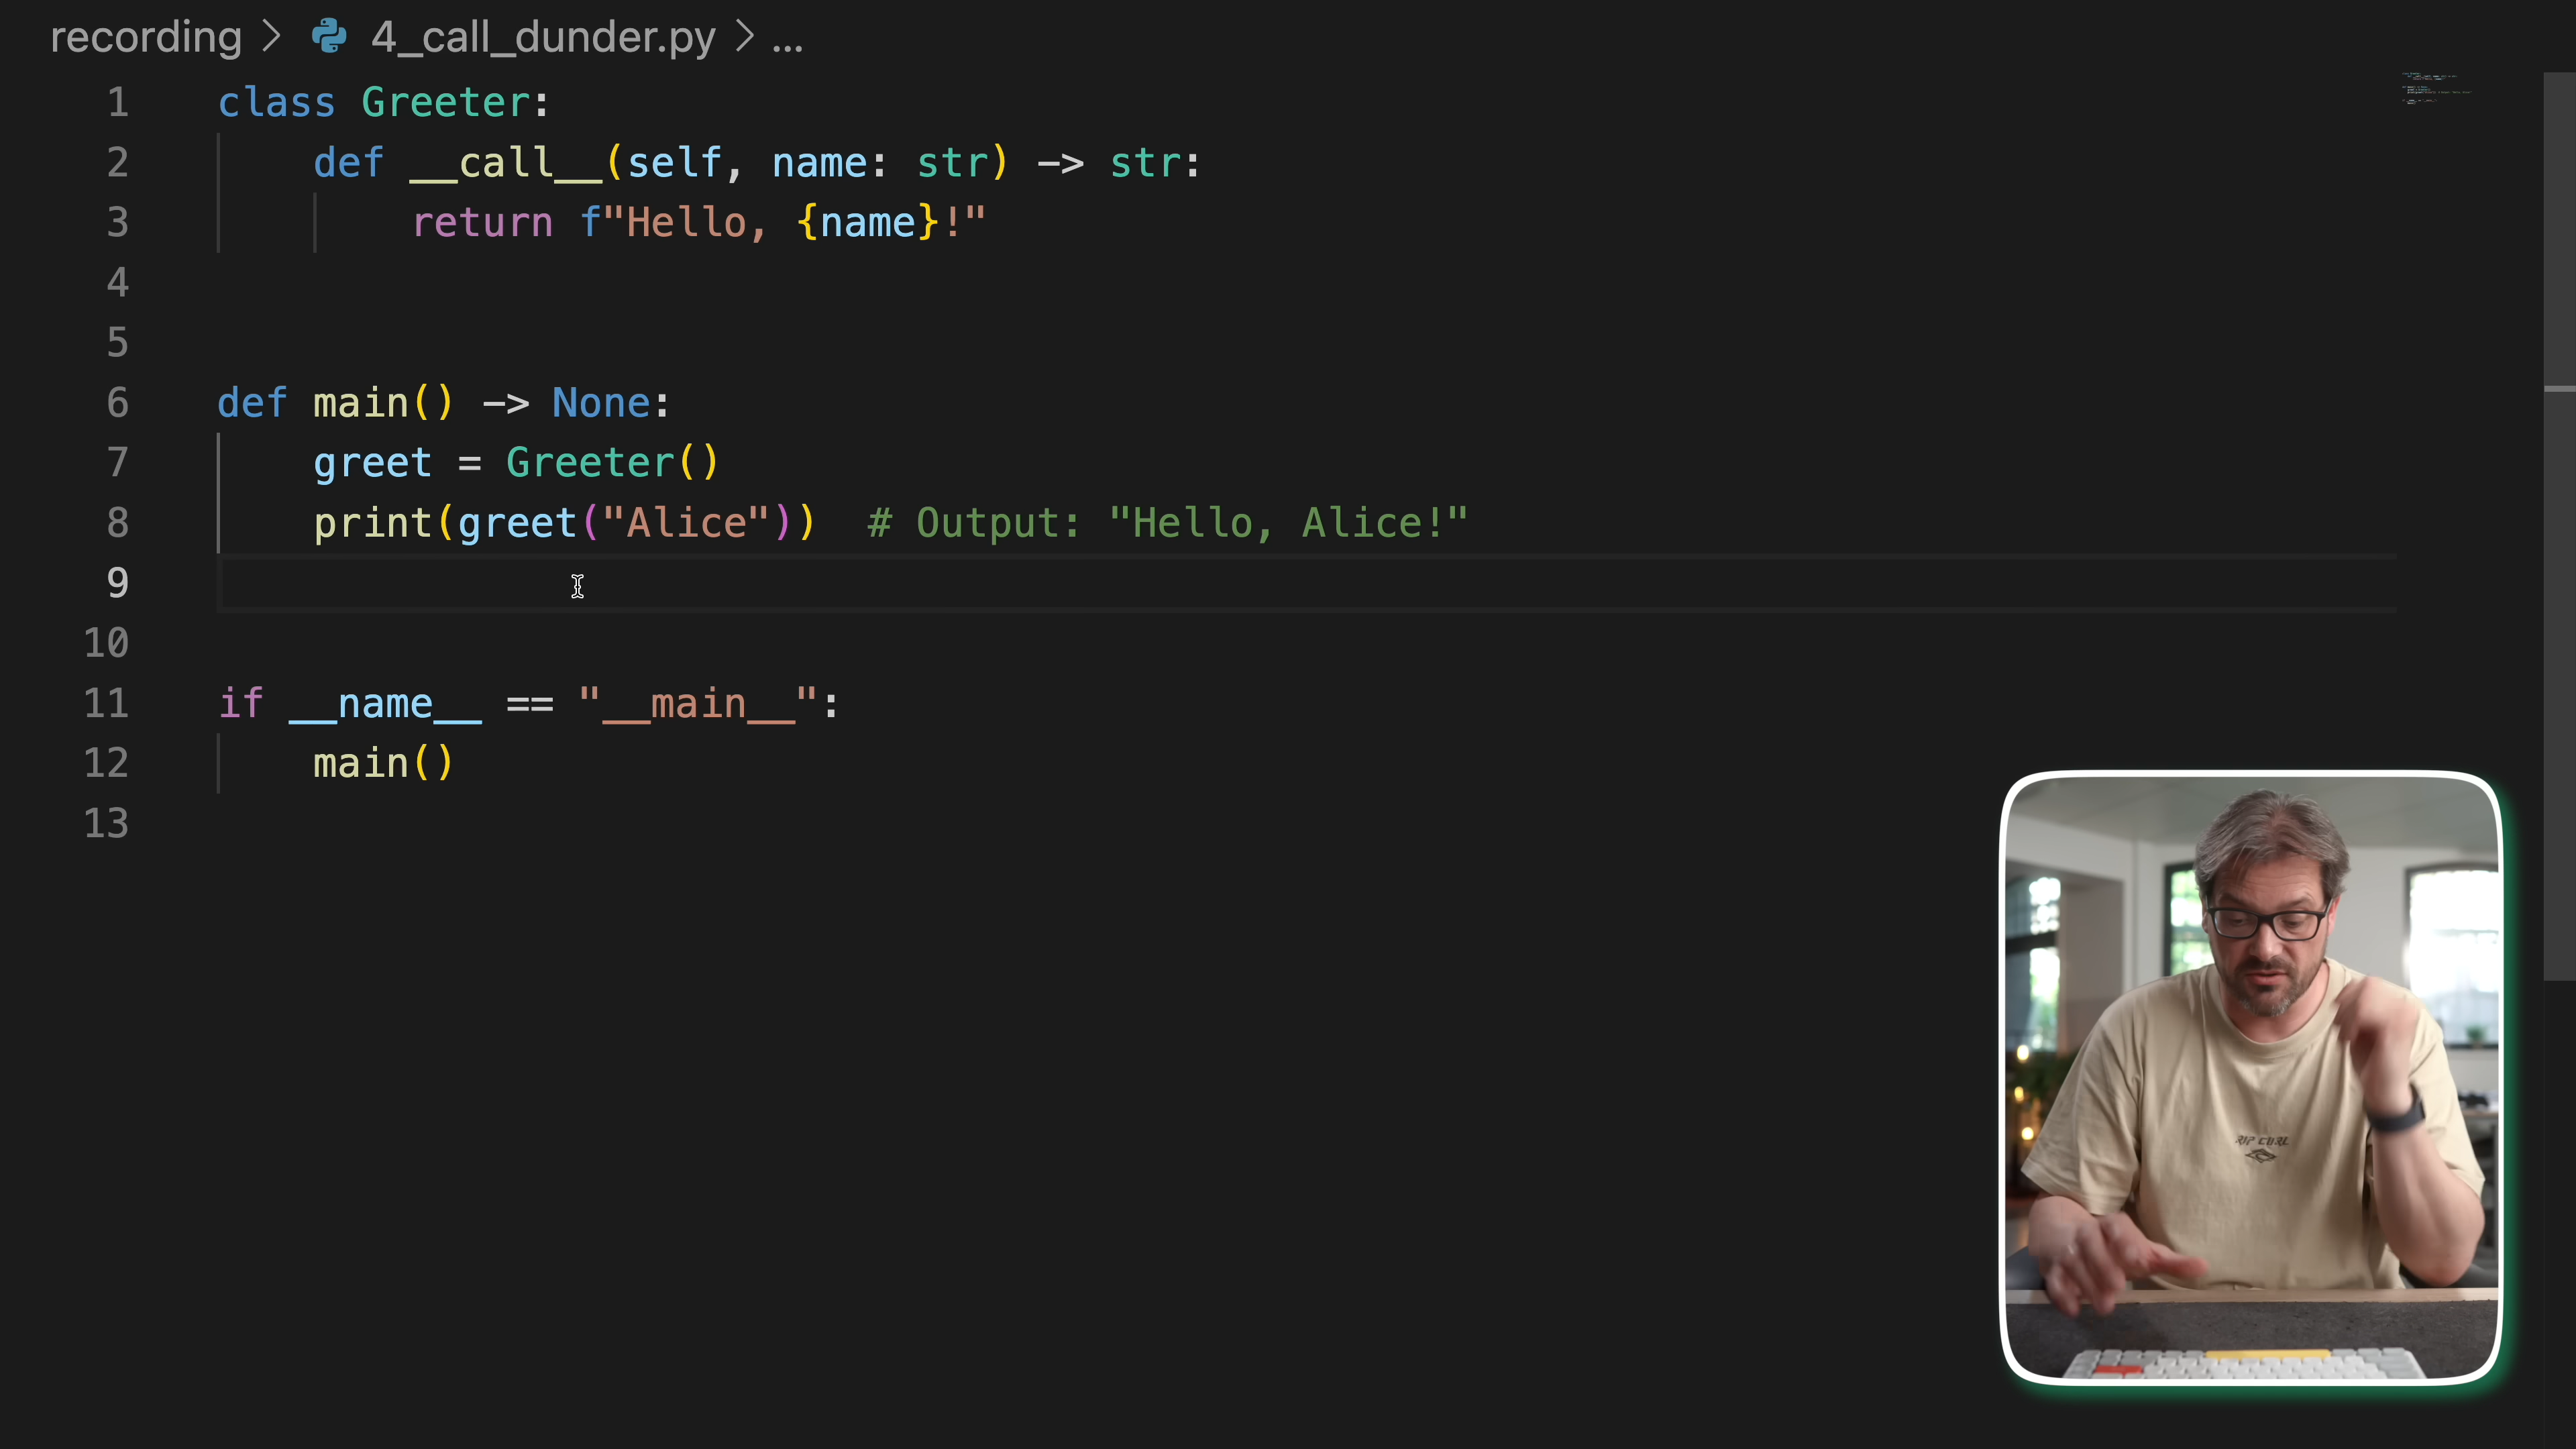 recording > 4_call_dunder.py > ...
1 class Greeter:
2 def __call__(self, name: str) -> str:
3 return f"Hello, {name}!"
4
5
6 def main() -> None:
7 greet = Greeter()
8 print(greet("Alice")) # Output: "Hello, Alice!"
9
10
11 if __name__ == "__main__":
12 main()
13
RIP CURL